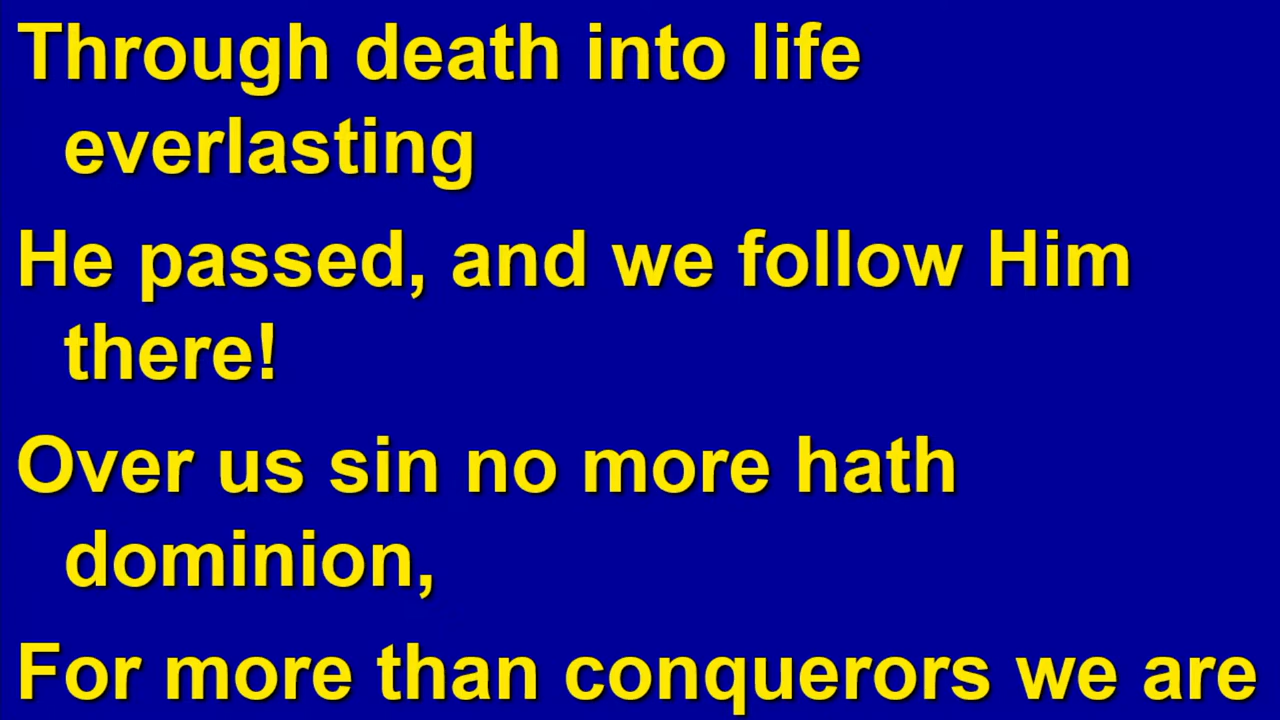 Through death into life
everlasting
He passed, and we follow Him
there!
Over us sin no more hath
dominion,
For more than conquerors we are